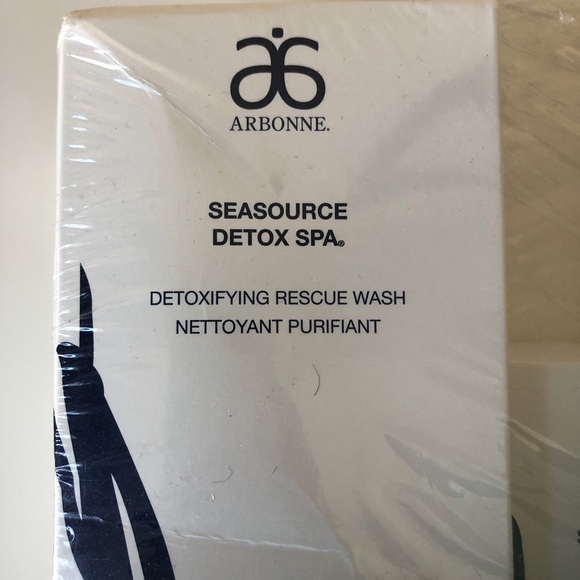 ARBONNE®
SEASOURCE
DETOX SPA®
DETOXIFYING RESCUE WASH
NETTOYANT PURIFIANT